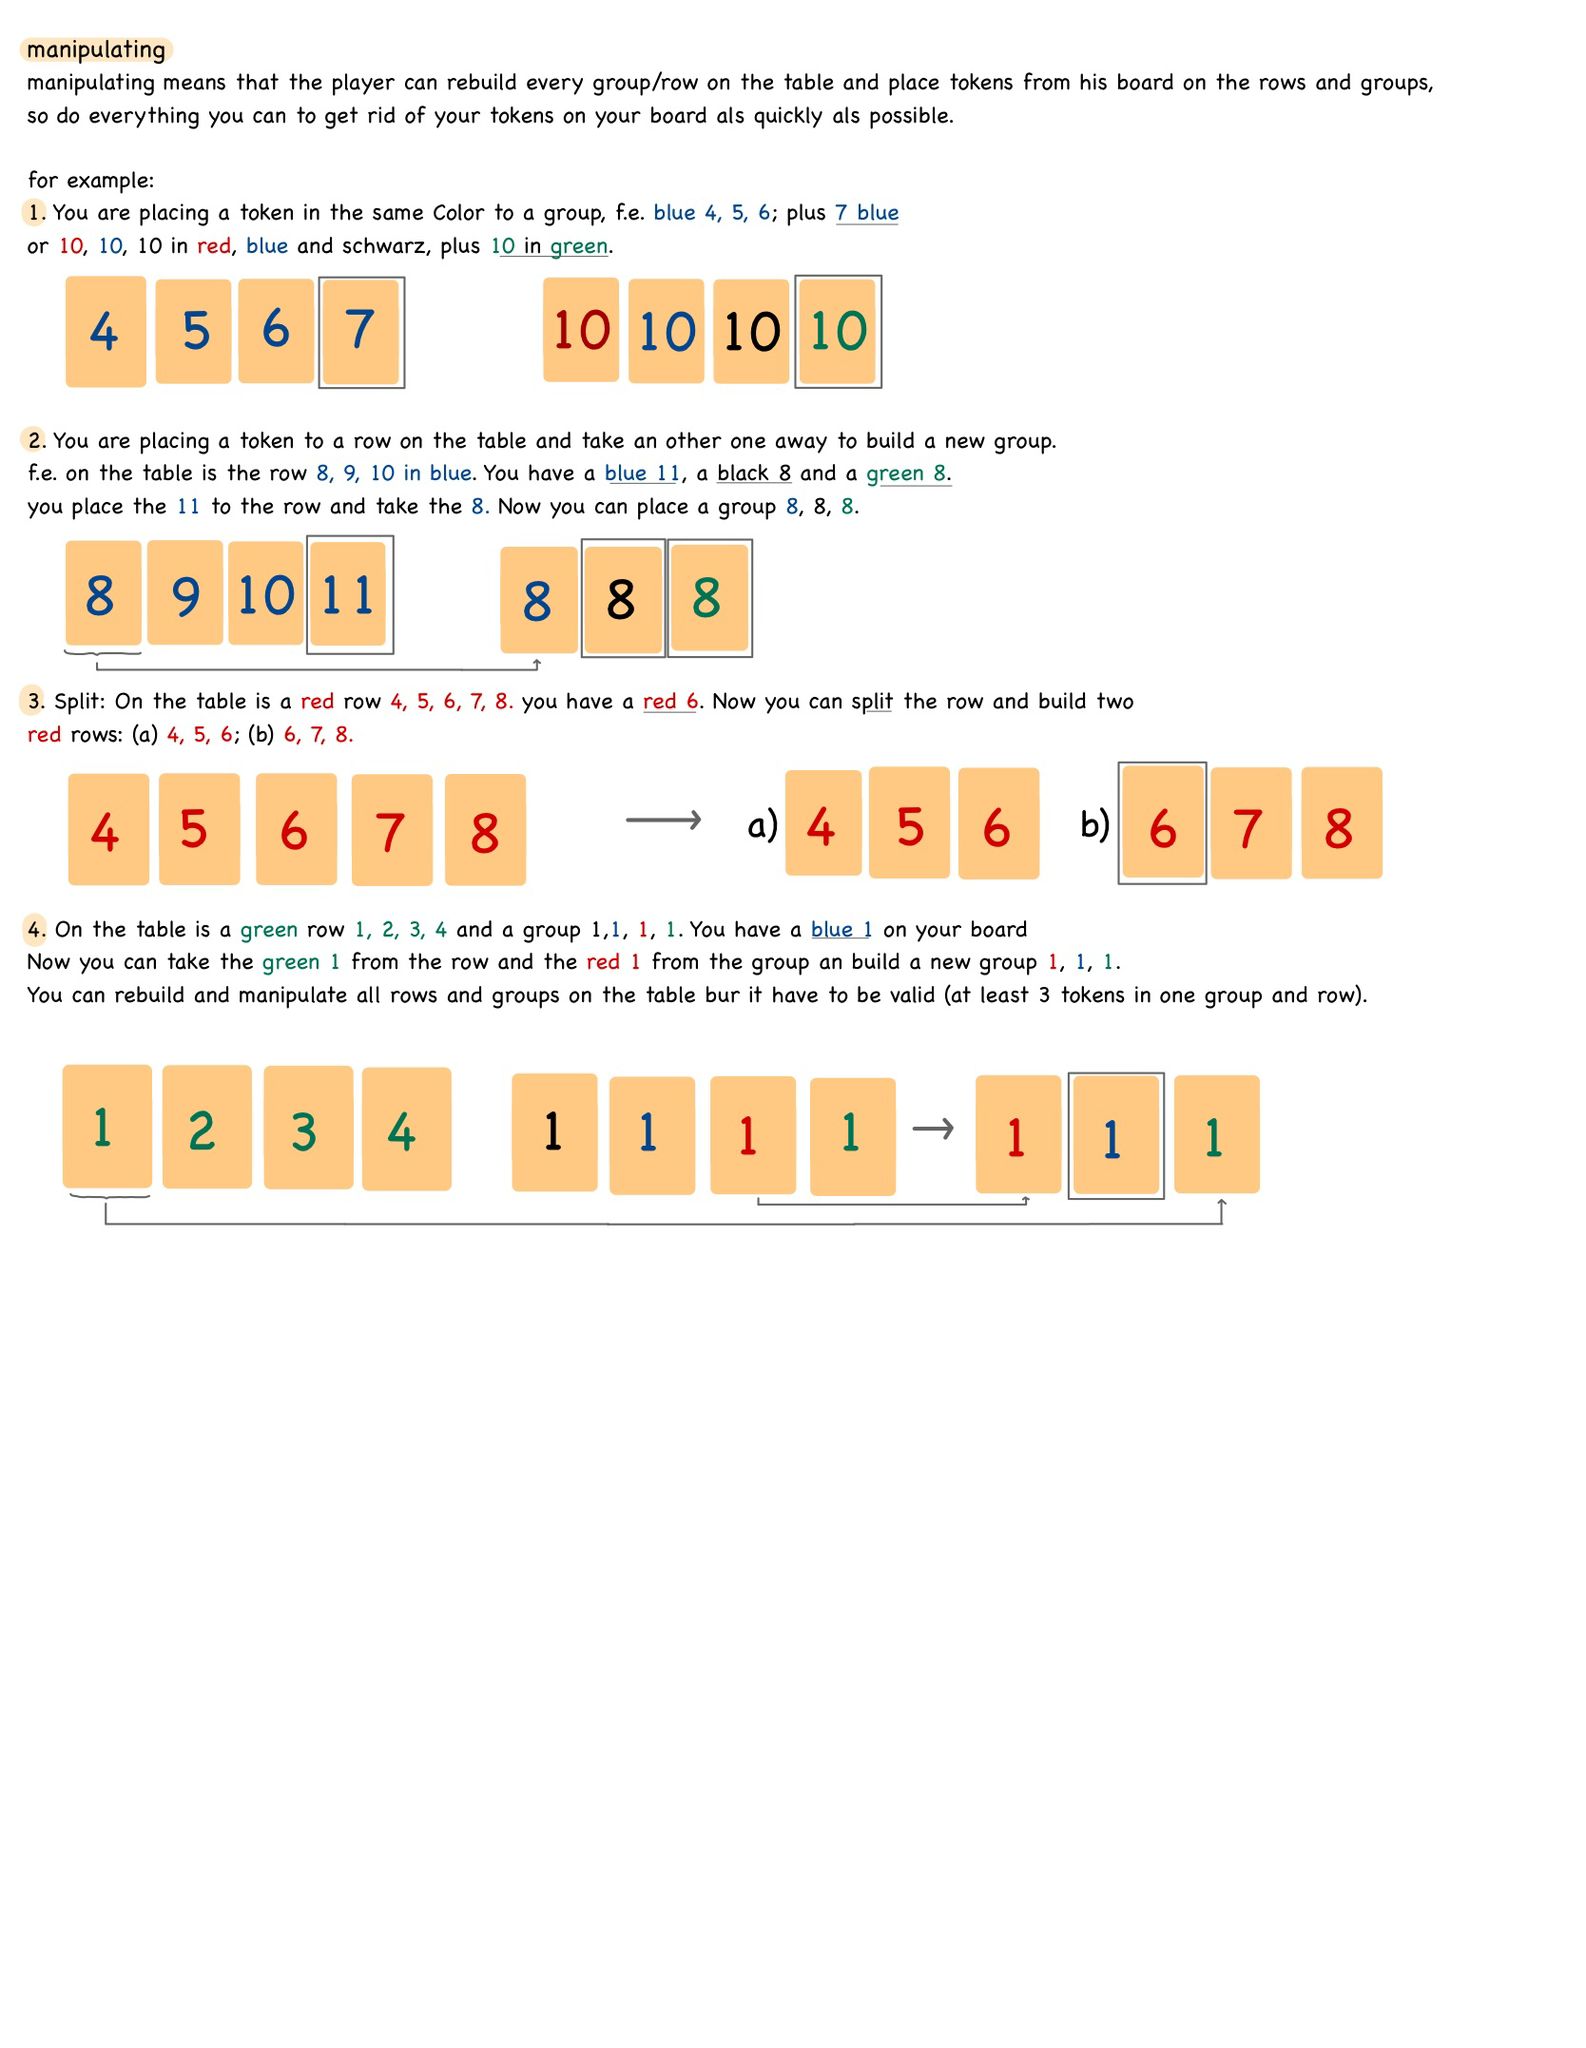 manipulating
manipulating means that the player can rebuild every group/row on the table and place tokens from his board on the rows and groups,
so do everything you can to get rid of your tokens on your board als quickly als possible.
for example:
1. You are placing a token in the same Color to a group, f.e. blue 4, 5, 6; plus 7 blue
or 10, 10, 10 in red, blue and schwarz, plus 10 in green.
4 5 6 7 10 10 10 10
2. You are placing a token to a row on the table and take an other one away to build a new group.
f.e. on the table is the row 8, 9, 10 in blue. You have a blue 11, a black 8 and a green 8.
you place the 11 to the row and take the 8. Now you can place a group 8, 8, 8.
8 9 10 11 8 8 8
3. Split: On the table is a red row 4, 5, 6, 7, 8. you have a red 6. Now you can split the row and build two
red rows: (a) 4, 5, 6; (b) 6, 7, 8.
4 5 6 7 8 → a) 4 5 6 b) 6 7 8
4. On the table is a green row 1, 2, 3, 4 and a group 1,1, 1, 1. You have a blue 1 on your board
Now you can take the green 1 from the row and the red 1 from the group an build a new group 1, 1, 1.
You can rebuild and manipulate all rows and groups on the table bur it have to be valid (at least 3 tokens in one group and row).
1 2 3 4 1 1 1 1 → 1 1 1